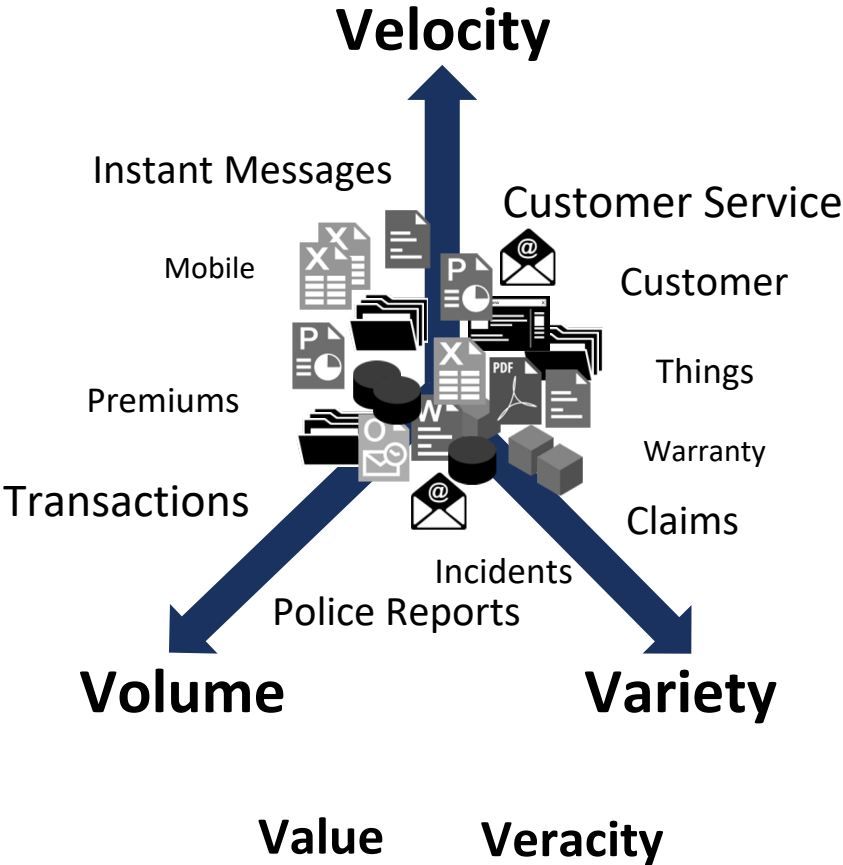 Velocity
Instant Messages
Customer Service
@
X
X
P
Mobile
Customer
P
X
PDF
Things
Premiums
W
O
Warranty
Transactions
@
Claims
Incidents
Police Reports
Volume
Variety
Value
Veracity